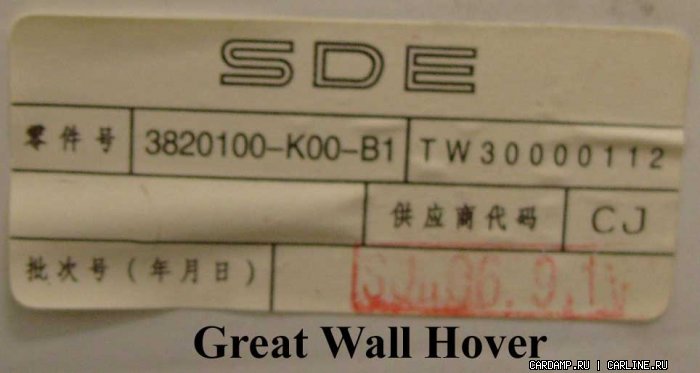 SDE
零件号 3820100-K00-B1 TW30000112
供应商代码 CJ
批次号（年月日）
Great Wall Hover
CARDAMP.RU | CARLINE.RU